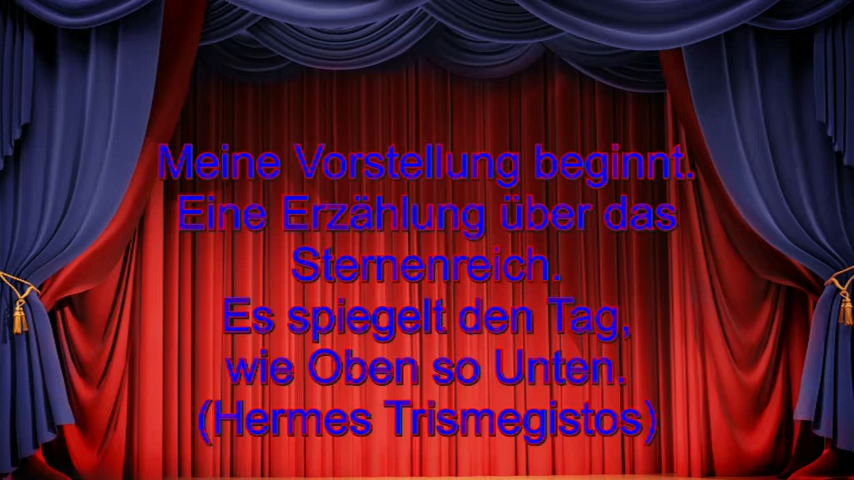 Meine Vorstellung beginnt.
Eine Erzählung über das
Sternenreich.
Es spiegelt den Tag,
wie Oben so Unten.
(Hermes Trismegistos)